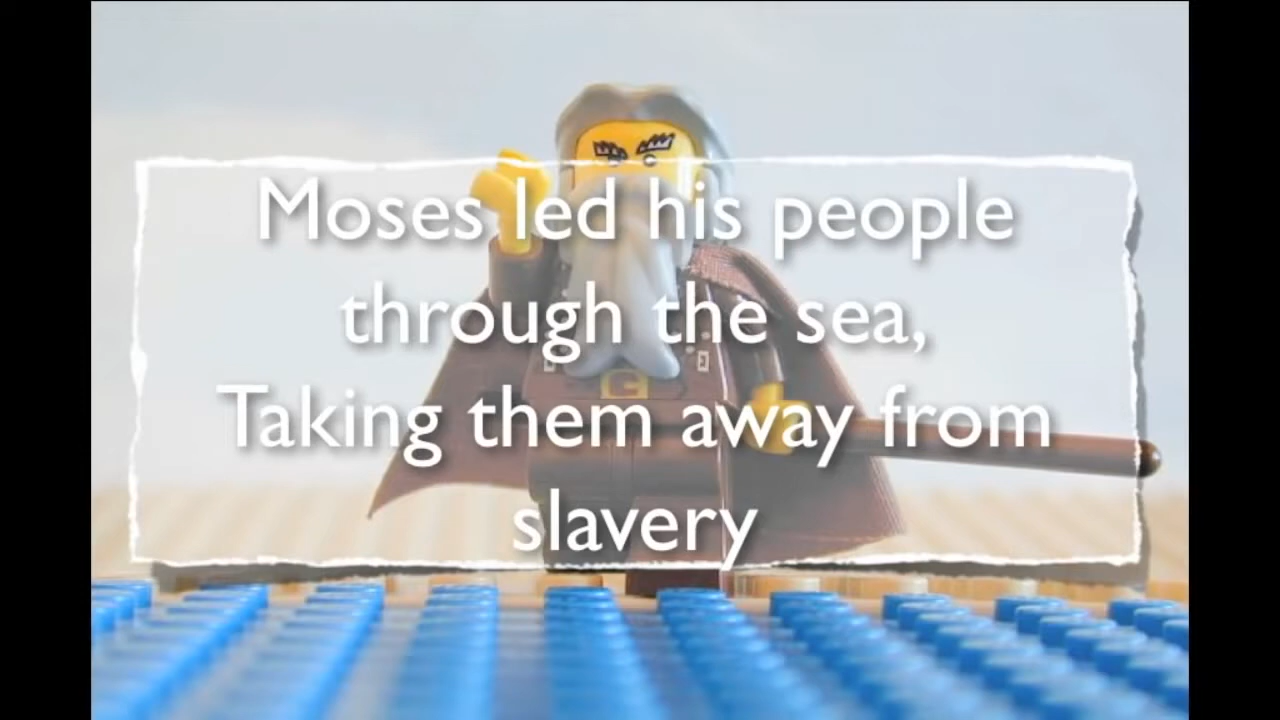 Moses led his people
through the sea,
Taking them away from
slavery